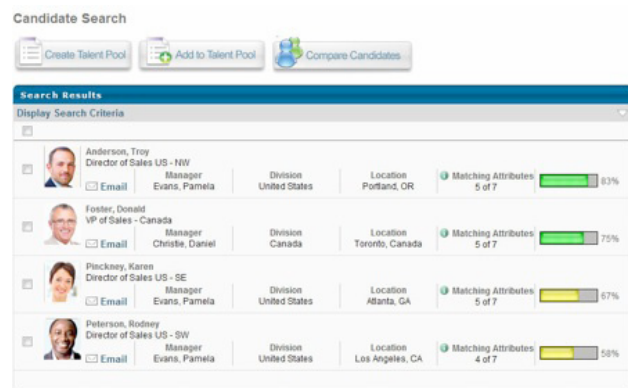 Candidate Search
Create Talent Pool
Add to Talent Pool
Compare Candidates
Search Results
Display Search Criteria
Anderson, Troy
Director of Sales US - NW
Manager Division Location Matching Attributes
Email Evans, Pamela United States Portland, OR 5 of 7 83%
Foster, Donald
VP of Sales - Canada
Manager Division Location Matching Attributes
Email Christie, Daniel Canada Toronto, Canada 5 of 7 75%
Pinckney, Karen
Director of Sales US - SE
Manager Division Location Matching Attributes
Email Evans, Pamela United States Atlanta, GA 5 of 7 67%
Peterson, Rodney
Director of Sales US - SW
Manager Division Location Matching Attributes
Email Evans, Pamela United States Los Angeles, CA 4 of 7 58%